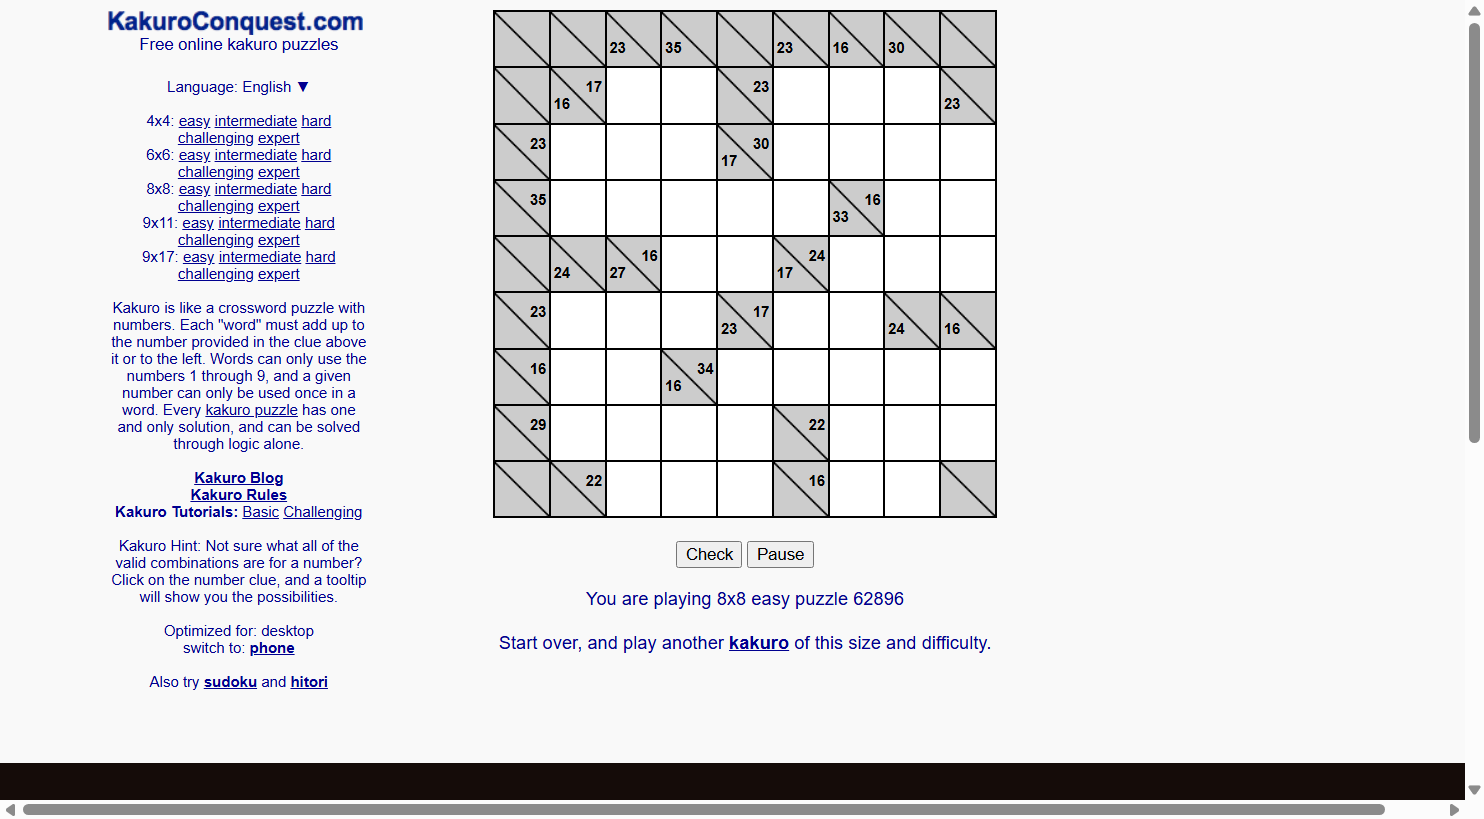 KakuroConquest.com
Free online kakuro puzzles
Language: English ▼
4x4: easy intermediate hard
challenging expert
6x6: easy intermediate hard
challenging expert
8x8: easy intermediate hard
challenging expert
9x11: easy intermediate hard
challenging expert
9x17: easy intermediate hard
challenging expert
Kakuro is like a crossword puzzle with
numbers. Each "word" must add up to
the number provided in the clue above
it or to the left. Words can only use the
numbers 1 through 9, and a given
number can only be used once in a
word. Every kakuro puzzle has one
and only solution, and can be solved
through logic alone.
Kakuro Blog
Kakuro Rules
Kakuro Tutorials: Basic Challenging
Kakuro Hint: Not sure what all of the
valid combinations are for a number?
Click on the number clue, and a tooltip
will show you the possibilities.
Optimized for: desktop
switch to: phone
Also try sudoku and hitori
23 35 23 16 30
17 23
16 23
23 30
17
35 16
33
16 24
24 27 17
23 17
23 24 16
16 34
16
29 22
22 16
Check Pause
You are playing 8x8 easy puzzle 62896
Start over, and play another kakuro of this size and difficulty.